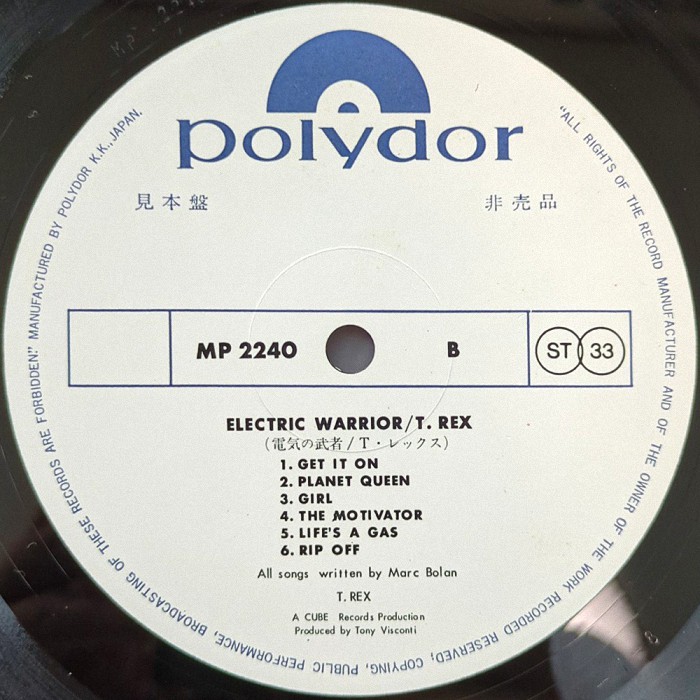 polydor
見本盤
非売品
MP 2240
B
ST 33
ELECTRIC WARRIOR/T. REX
(電気の武者/T・レックス)
1. GET IT ON
2. PLANET QUEEN
3. GIRL
4. THE MOTIVATOR
5. LIFE'S A GAS
6. RIP OFF
All songs written by Marc Bolan
T. REX
A CUBE Records Production
Produced by Tony Visconti
"ALL RIGHTS OF THE RECORD MANUFACTURER AND OF THE OWNER OF THE WORK RECORDED RESERVED, COPYING, PUBLIC PERFORMANCE, BROADCASTING OF THESE RECORDS ARE FORBIDDEN" MANUFACTURED BY POLYDOR K.K., JAPAN.